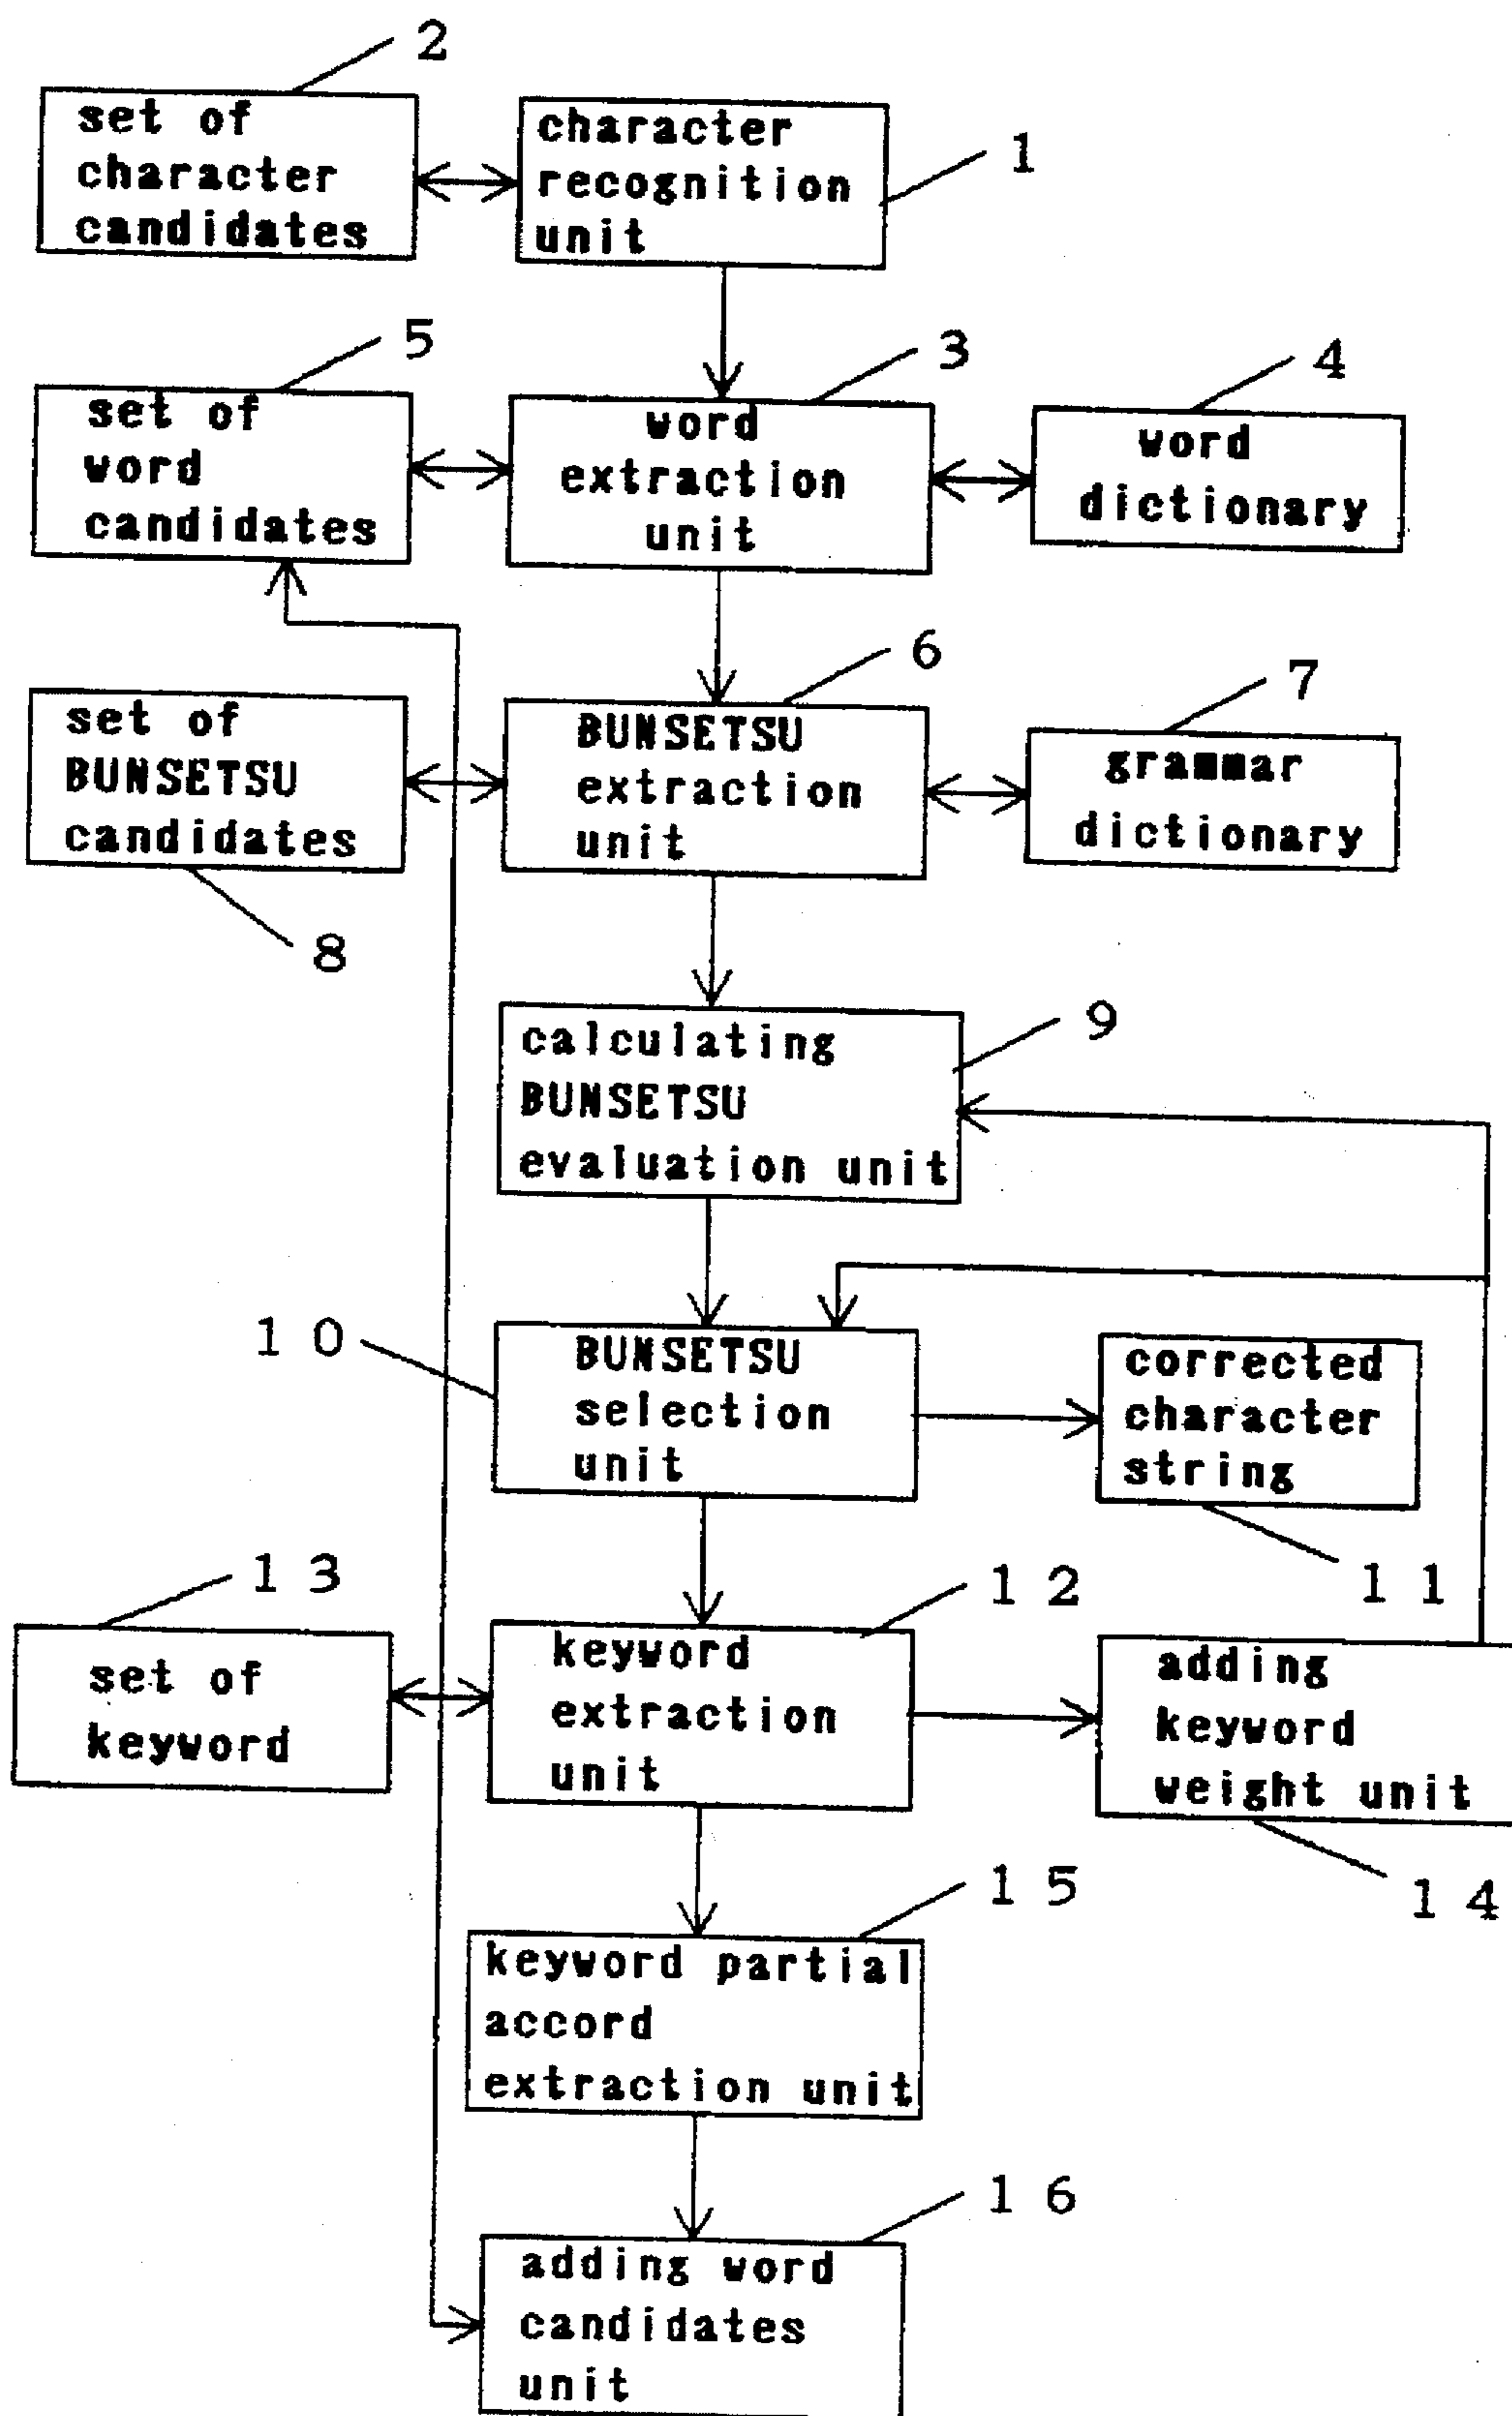 2
set of
character
candidates
character
recognition
unit
1
5
set of
word
candidates
3
word
extraction
unit
4
word
dictionary
6
BUNSETSU
extraction
unit
7
grammar
dictionary
set of
BUNSETSU
candidates
8
9
calculating
BUNSETSU
evaluation unit
10
BUNSETSU
selection
unit
corrected
character
string
11
13
set of
keyword
12
keyword
extraction
unit
adding
keyword
weight unit
14
15
keyword partial
accord
extraction unit
16
adding word
candidates
unit